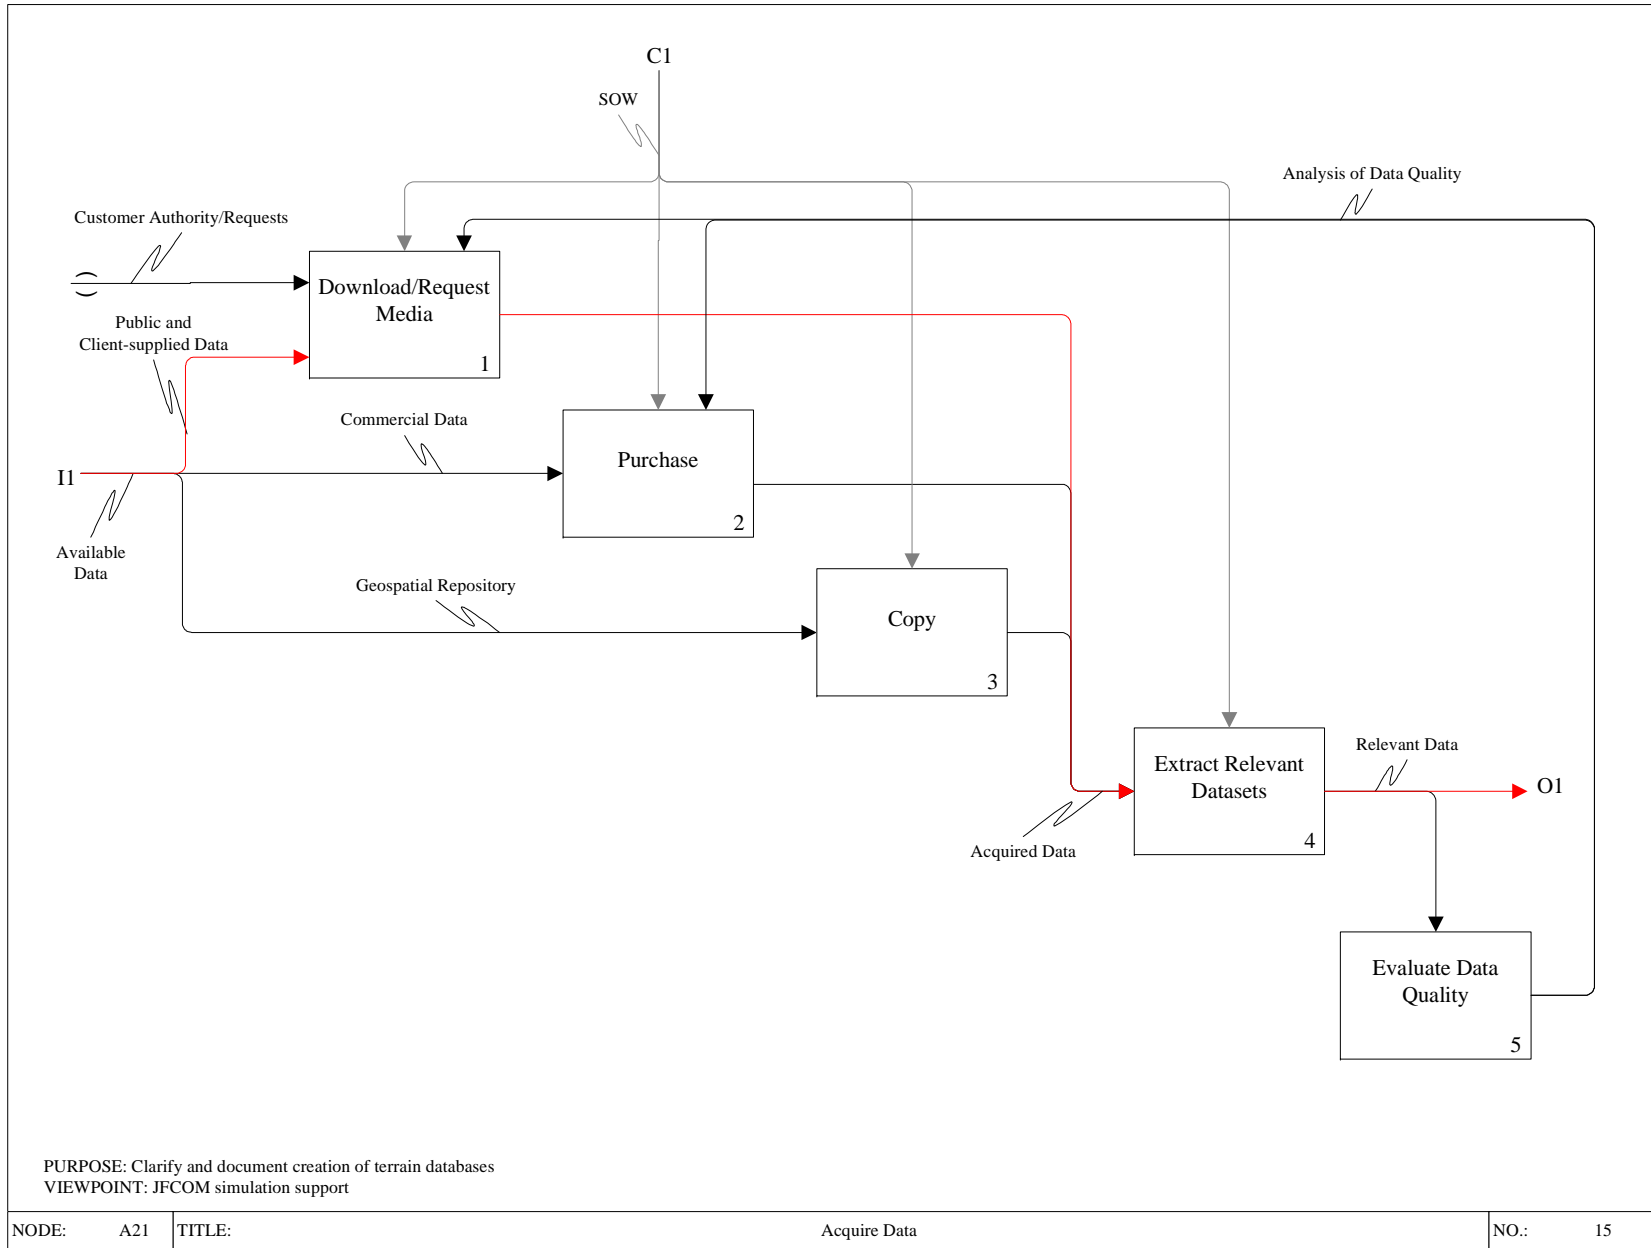 C1
SOW
Analysis of Data Quality
Customer Authority/Requests
Download/Request
Media
1
Public and
Client-supplied Data
Commercial Data
Purchase
2
I1
Available
Data
Geospatial Repository
Copy
3
Relevant Data
Extract Relevant
Datasets
4
O1
Acquired Data
Evaluate Data
Quality
5
PURPOSE: Clarify and document creation of terrain databases
VIEWPOINT: JFCOM simulation support
NODE: A21 TITLE: Acquire Data NO.: 15